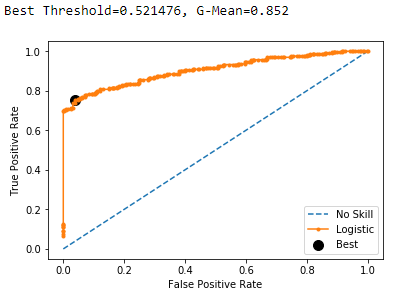 Best Threshold=0.521476, G-Mean=0.852
1.0
0.8
0.6
0.4
0.2
0.0
True Positive Rate
No Skill
Logistic
Best
0.0 0.2 0.4 0.6 0.8 1.0
False Positive Rate